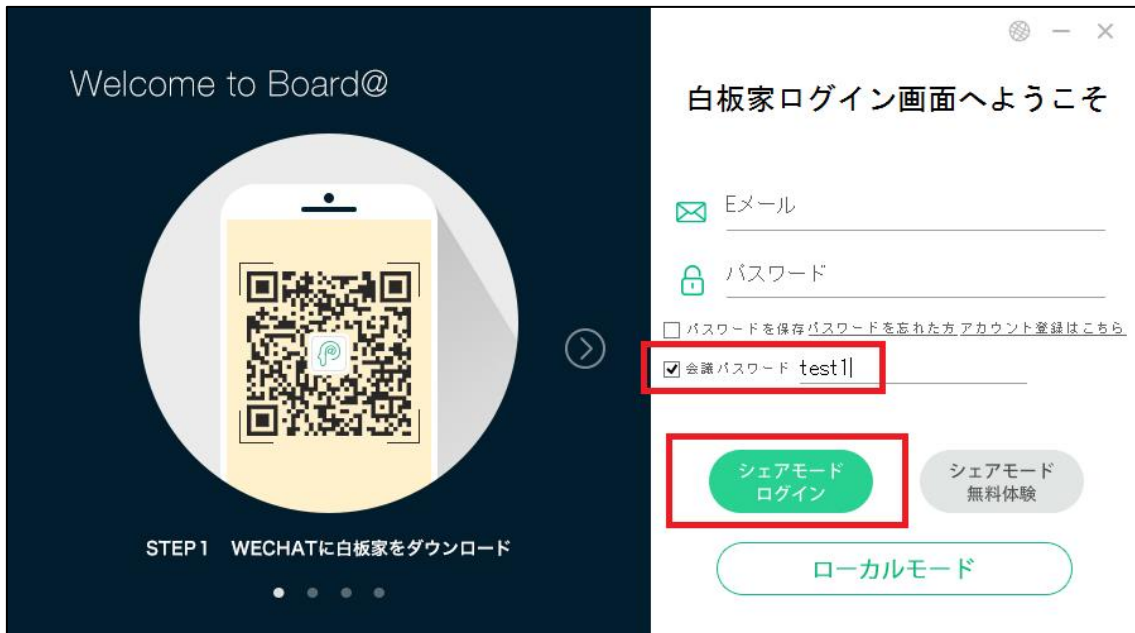 Welcome to Board@
STEP1 WECHATに白板家をダウンロード
白板家ログイン画面へようこそ
Eメール
パスワード
パスワードを保存 パスワードを忘れた方 アカウント登録はこちら
会議パスワード test1
シェアモード
ログイン
シェアモード
無料体験
ローカルモード